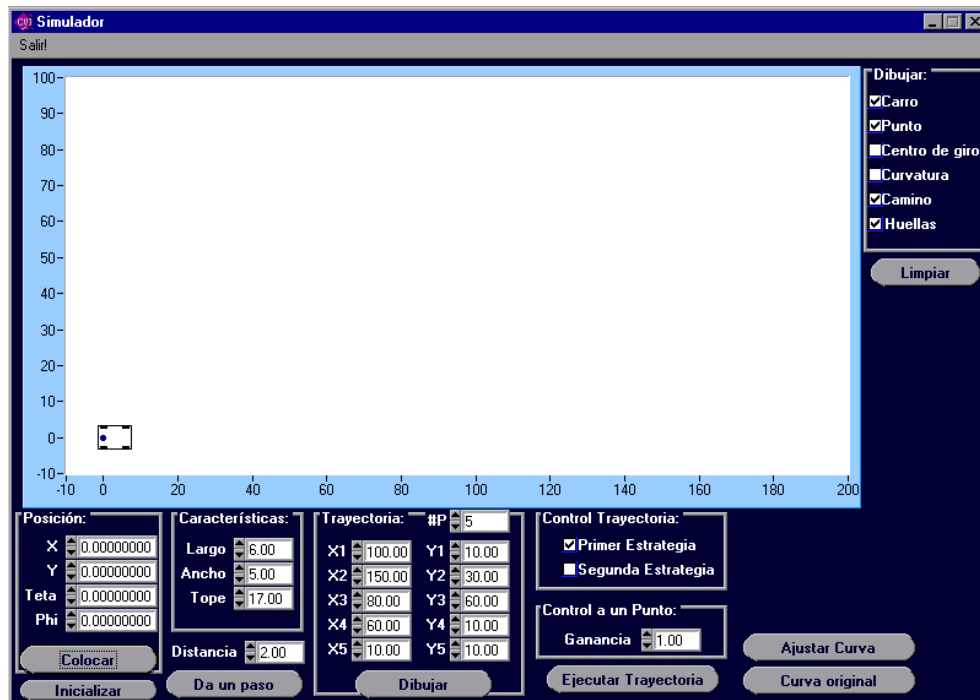 CVI Simulador
Salir!
100
90
80
70
60
50
40
30
20
10
0
-10
-10 0 20 40 60 80 100 120 140 160 180 200
Dibujar:
Carro
Punto
Centro de giro
Curvatura
Camino
Huellas
Limpiar
Posición:
X 0.00000000
Y 0.00000000
Teta 0.00000000
Phi 0.00000000
Colocar
Inicializar
Características:
Largo 6.00
Ancho 5.00
Tope 17.00
Distancia 2.00
Da un paso
Trayectoria: #P 5
X1 100.00 Y1 10.00
X2 150.00 Y2 30.00
X3 80.00 Y3 60.00
X4 60.00 Y4 10.00
X5 10.00 Y5 10.00
Dibujar
Control Trayectoria:
Primer Estrategia
Segunda Estrategia
Control a un Punto:
Ganancia 1.00
Ejecutar Trayectoria
Ajustar Curva
Curva original